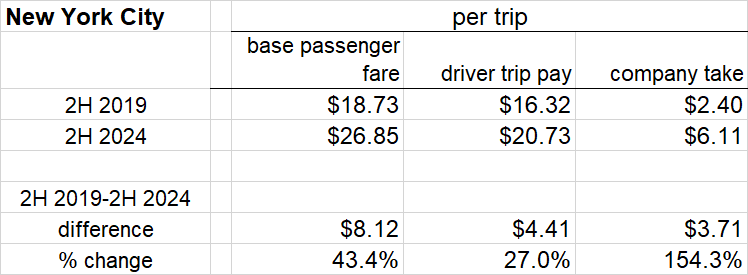 New York City per trip
base passenger
fare driver trip pay company take
2H 2019 $18.73 $16.32 $2.40
2H 2024 $26.85 $20.73 $6.11
2H 2019-2H 2024
difference $8.12 $4.41 $3.71
% change 43.4% 27.0% 154.3%